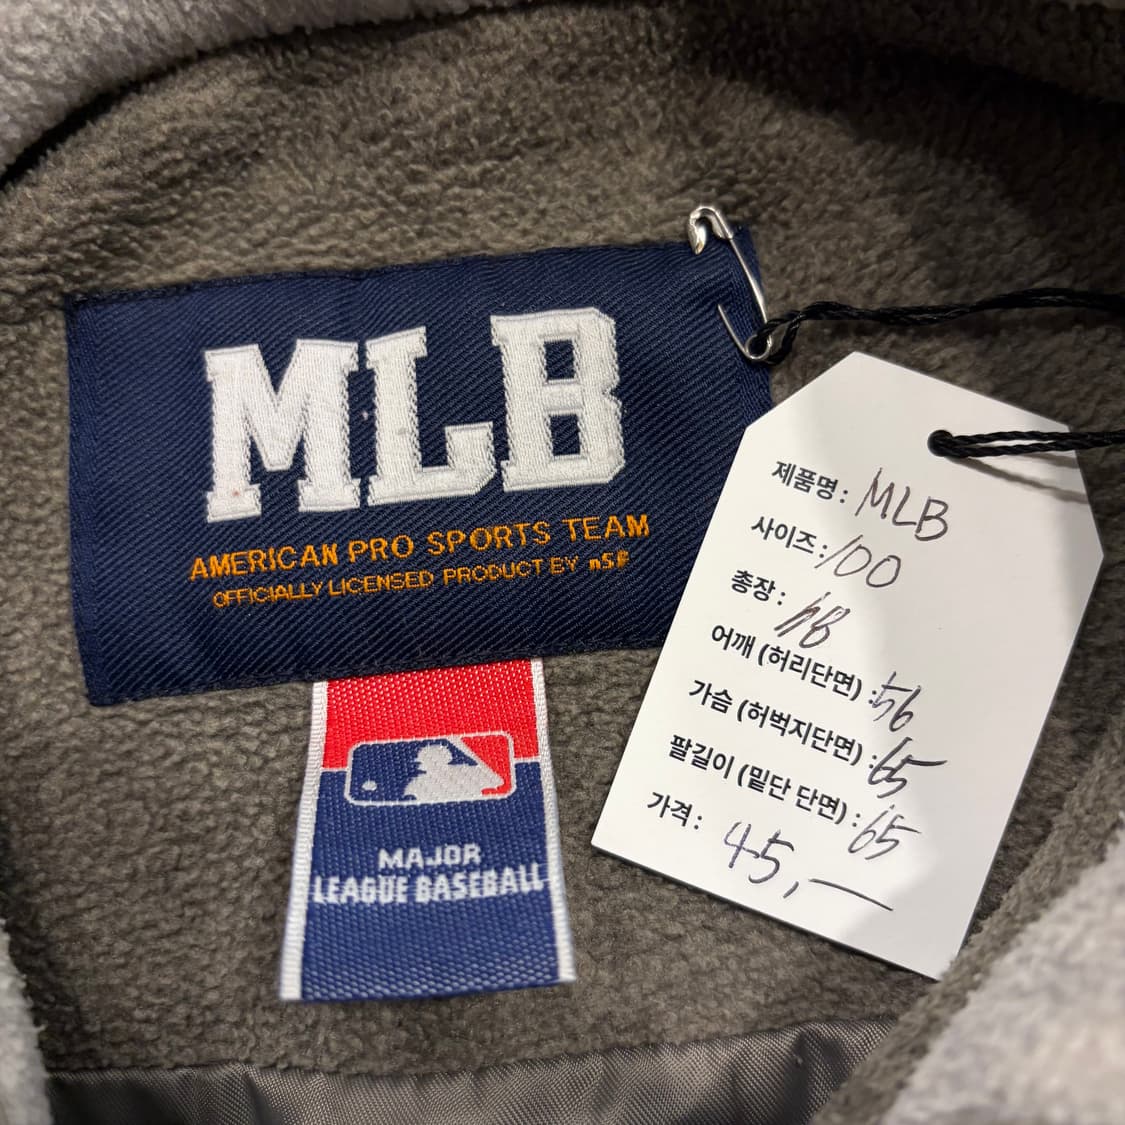 MLB
AMERICAN PRO SPORTS TEAM
OFFICIALLY LICENSED PRODUCT BY
MAJOR
LEAGUE BASEBALL
제품명: MLB
사이즈: 100
총장:
어깨 (허리단면) : 56
가슴 (허벅지단면) : 65
팔길이 (밑단 단면) : 65
가격: 45,—